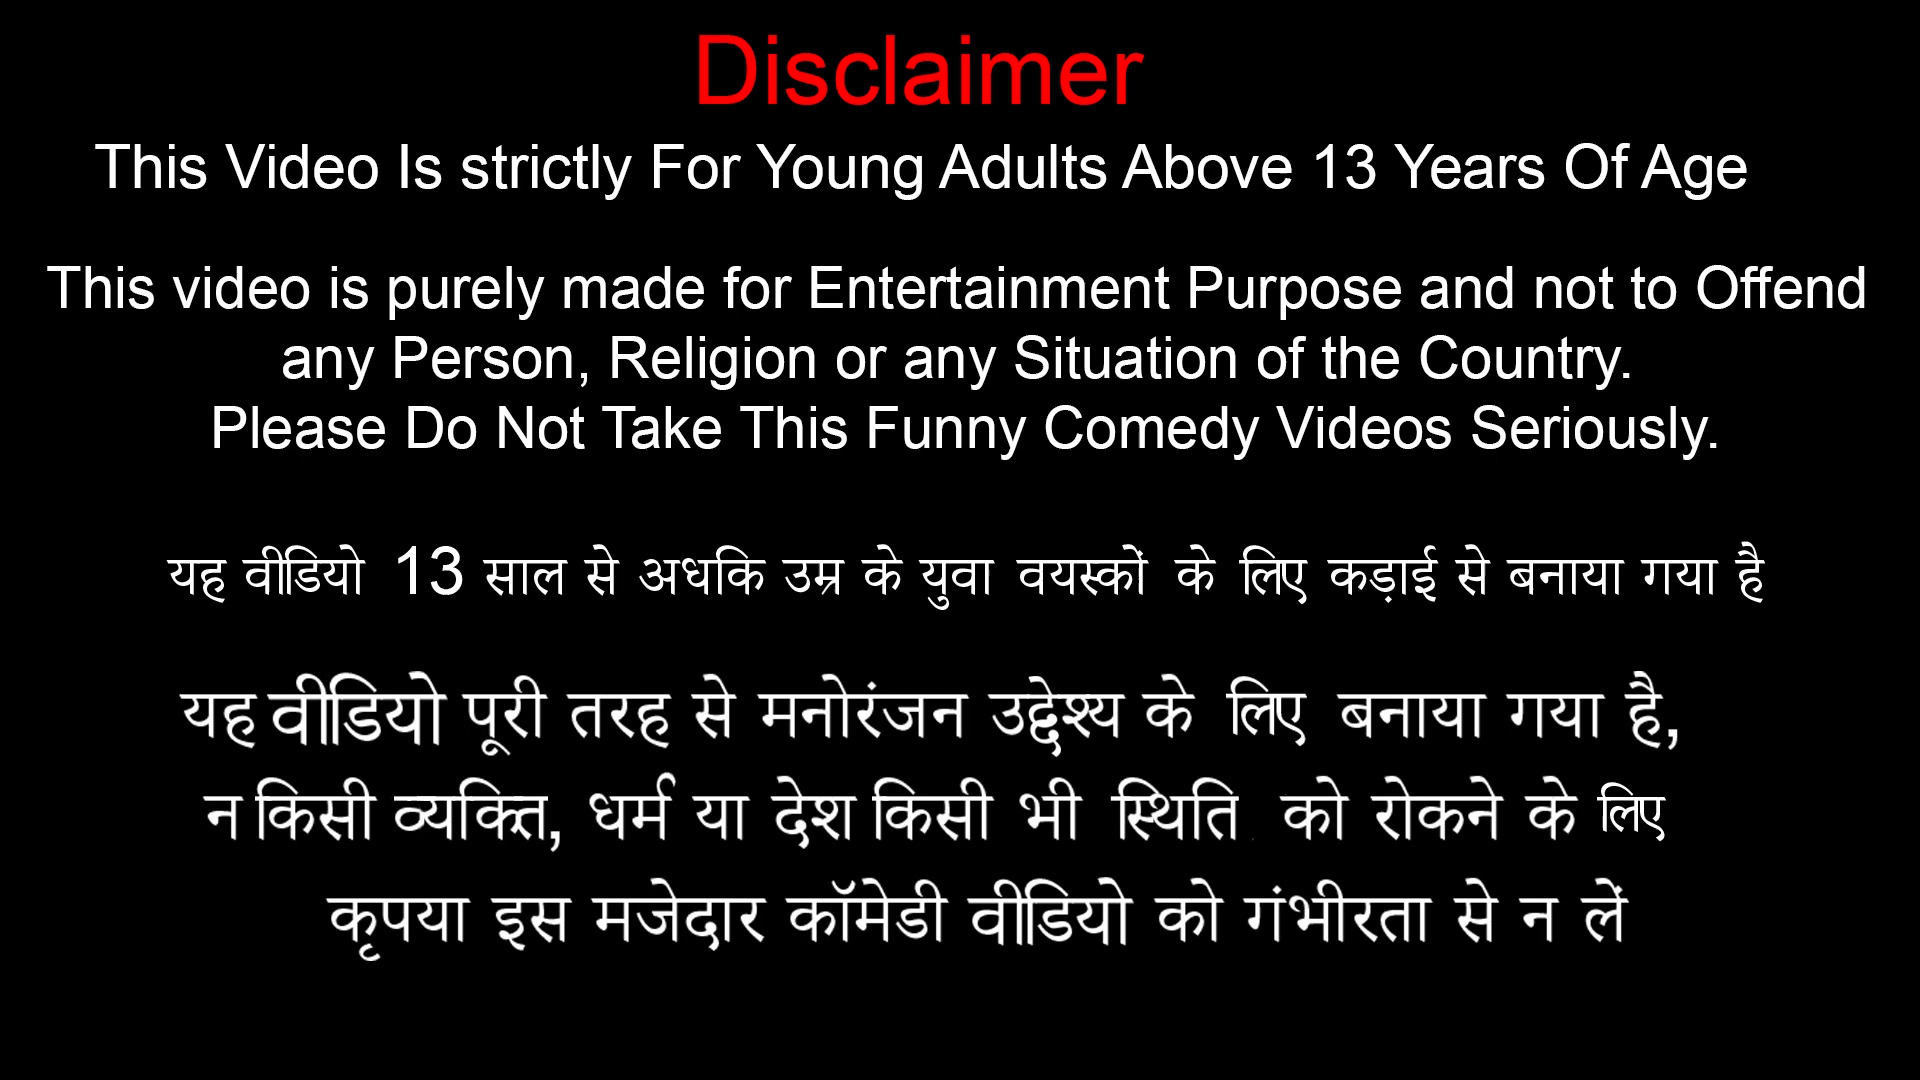 Disclaimer
This Video Is strictly For Young Adults Above 13 Years Of Age
This video is purely made for Entertainment Purpose and not to Offend
any Person, Religion or any Situation of the Country.
Please Do Not Take This Funny Comedy Videos Seriously.
यह वीडियो 13 साल से अधकि उम्र के युवा वयस्कों के लिए कड़ाई से बनाया गया है
यह वीडियो पूरी तरह से मनोरंजन उद्देश्य के लिए बनाया गया है,
न किसी व्यक्ति, धर्म या देश किसी भी स्थिति को रोकने के लिए
कृपया इस मजेदार कॉमेडी वीडियो को गंभीरता से न लें